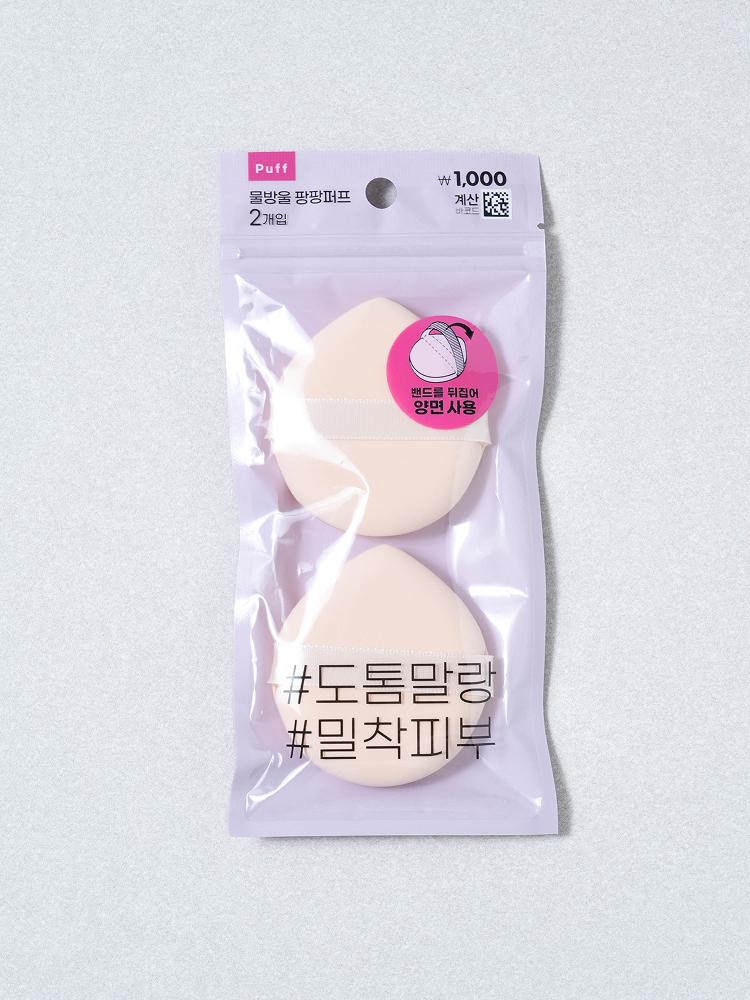 Puff
물방울 팡팡퍼프
2개입
₩1,000
계산
바코드
밴드를 뒤집어
양면 사용
#도톰말랑
#밀착피부